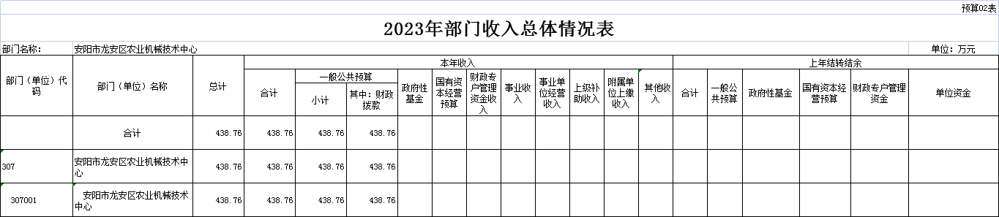 预算02表
2023年部门收入总体情况表
部门名称： 安阳市龙安区农业机械技术中心 单位：万元
部门（单位）代码 部门（单位）名称 总计 本年收入 上年结转结余
合计 一般公共预算 政府性基金 国有资本经营预算 财政专户管理资金收入 事业收入 事业单位经营收入 上级补助收入 附属单位上缴收入 其他收入 合计 一般公共预算 政府性基金 国有资本经营预算 财政专户管理资金 单位资金
小计 其中：财政拨款
合计 438.76 438.76 438.76 438.76
307 安阳市龙安区农业机械技术中心 438.76 438.76 438.76 438.76
307001 安阳市龙安区农业机械技术中心 438.76 438.76 438.76 438.76